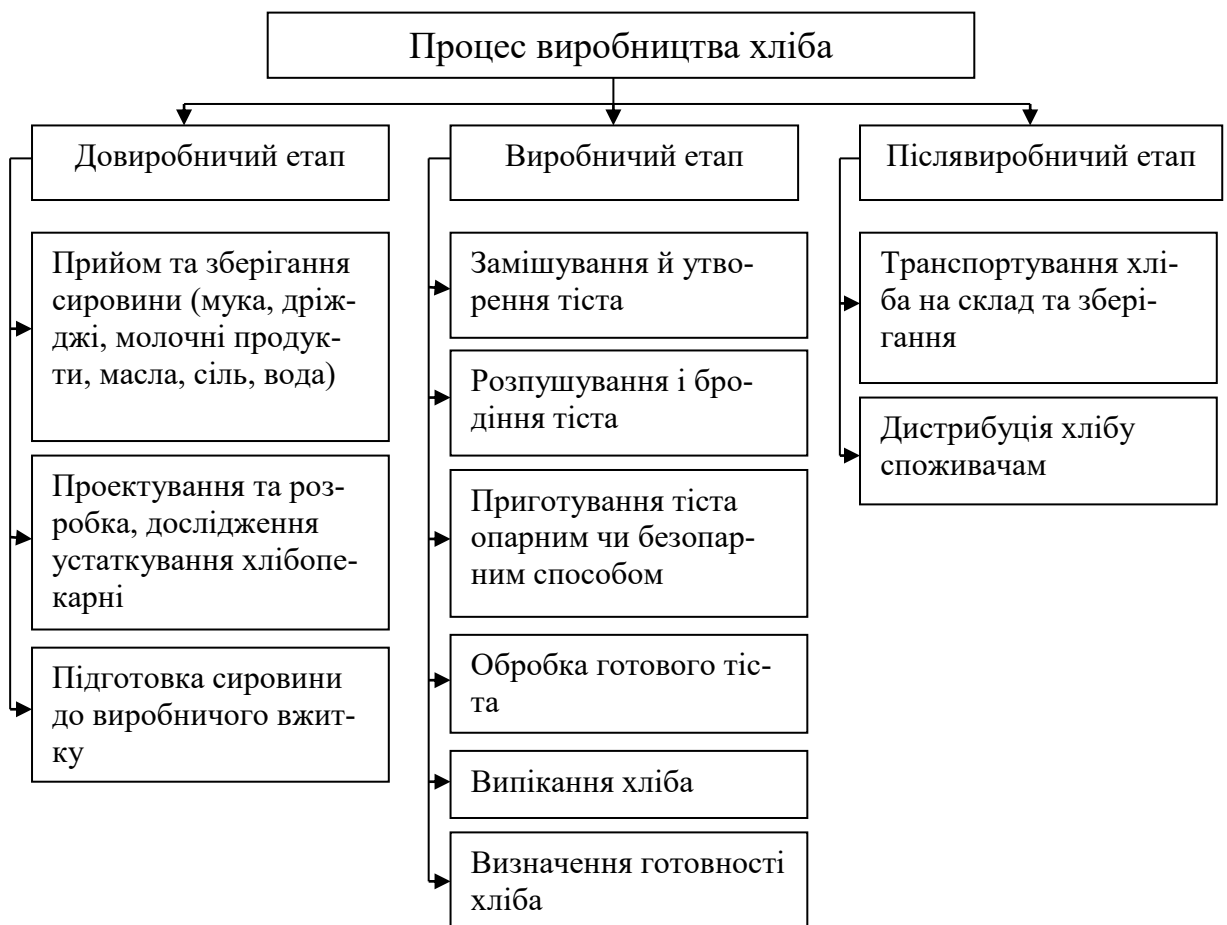 Процес виробництва хліба
Довиробничий етап
Прийом та зберігання
сировини (мука, дріж-
джі, молочні продук-
ти, масла, сіль, вода)
Проектування та роз-
робка, дослідження
устаткування хлібопе-
карні
Підготовка сировини
до виробничого вжит-
ку
Виробничий етап
Замішування й утво-
рення тіста
Розпушування і бро-
діння тіста
Приготування тіста
опарним чи безопар-
ним способом
Обробка готового тіс-
та
Випікання хліба
Визначення готовності
хліба
Післявиробничий етап
Транспортування хлі-
ба на склад та збері-
гання
Дистрибуція хлібу
споживачам